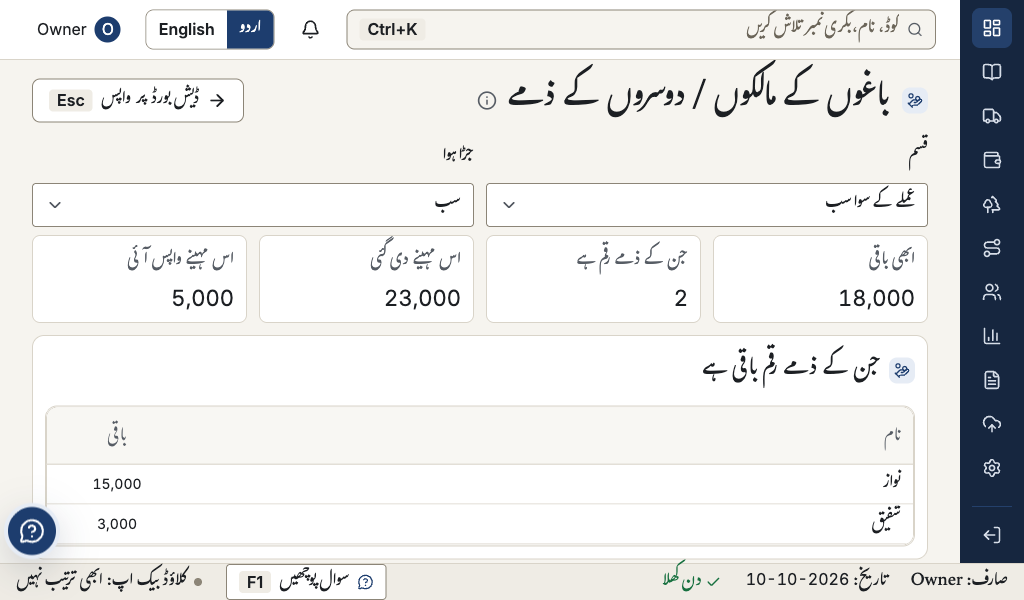 کوڈ، نام، بکری نمبر تلاش کریں Ctrl+K
اردو English
O Owner
باغوں کے مالکوں / دوسروں کے ذمے
ڈیش بورڈ پر واپس Esc
قسم
جڑا ہوا
عملے کے سوا سب
سب
ابھی باقی
18,000
جن کے ذمے رقم ہے
2
اس مہینے دی گئی
23,000
اس مہینے واپس آئی
5,000
جن کے ذمے رقم باقی ہے
نام باقی
نواز 15,000
شفیق 3,000
صارف: Owner تاریخ: 10-10-2026 دن کھلا سوال پوچھیں F1 کلاؤڈ بیک اپ: ابھی ترتیب نہیں